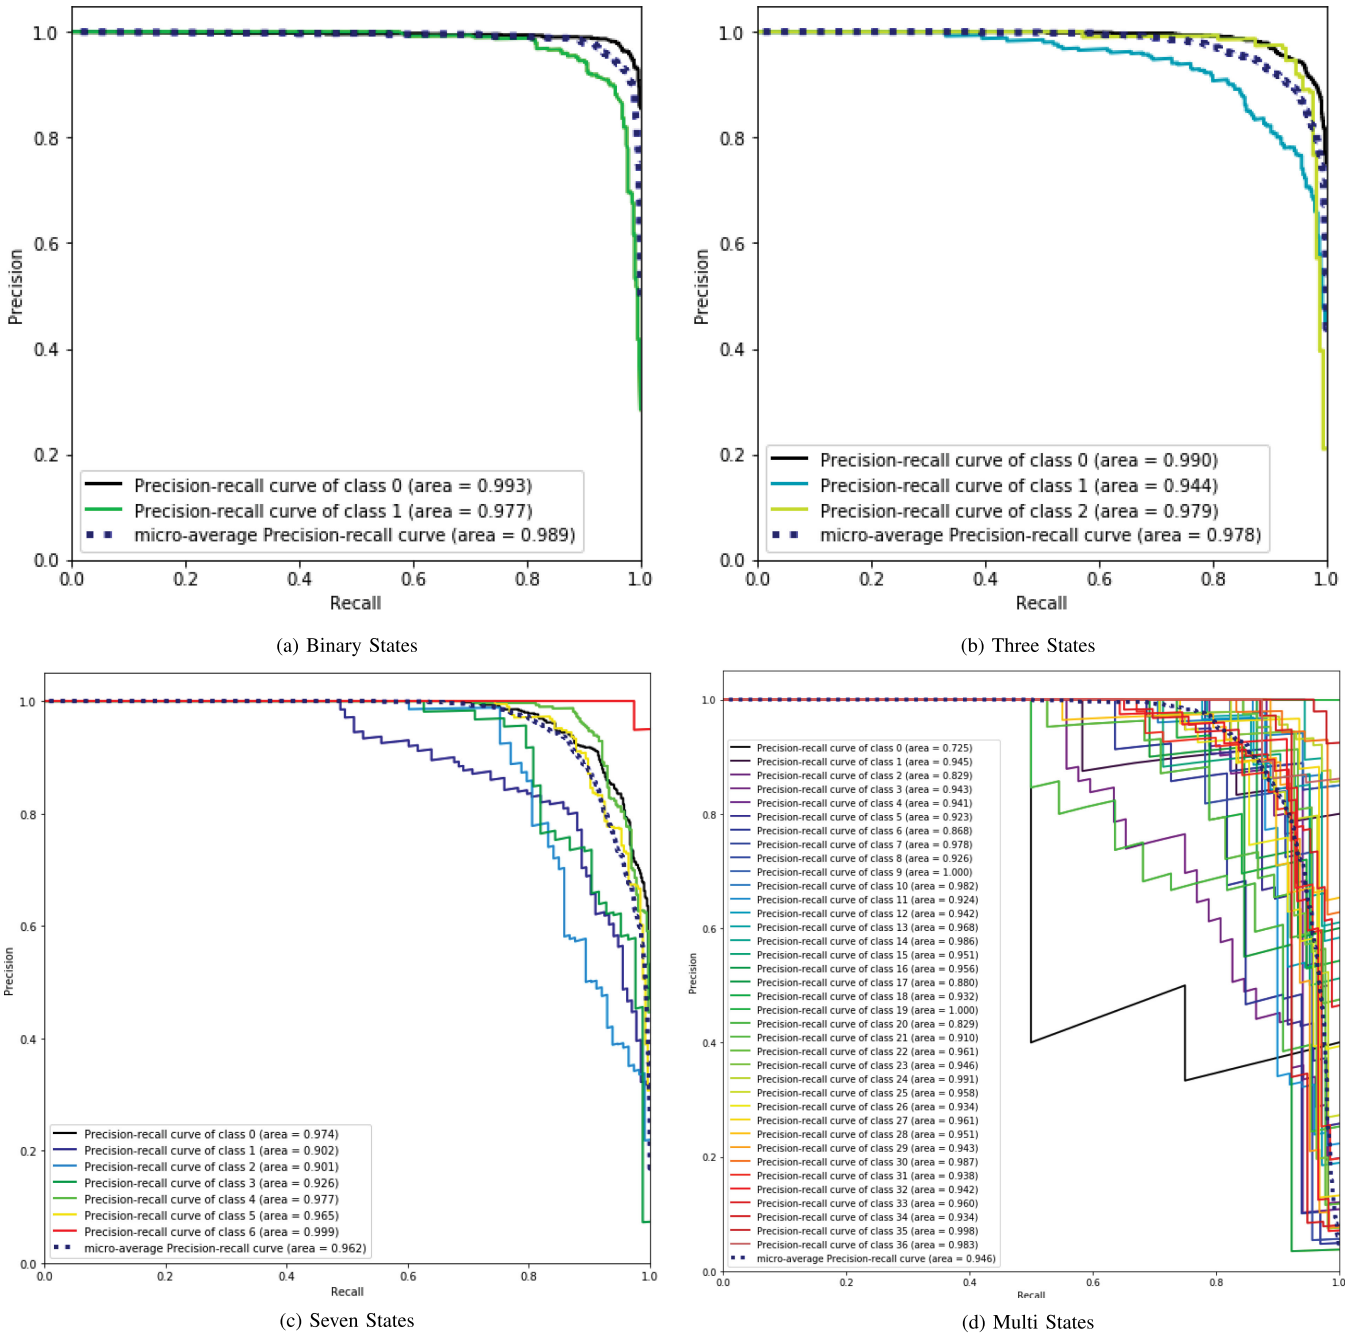 1.0
0.8
0.6
0.4
0.2
0.0
Precision
Precision-recall curve of class 0 (area = 0.993)
Precision-recall curve of class 1 (area = 0.977)
micro-average Precision-recall curve (area = 0.989)
0.0 0.2 0.4 0.6 0.8 1.0
Recall
(a) Binary States
1.0
0.8
0.6
0.4
0.2
0.0
Precision
Precision-recall curve of class 0 (area = 0.990)
Precision-recall curve of class 1 (area = 0.944)
Precision-recall curve of class 2 (area = 0.979)
micro-average Precision-recall curve (area = 0.978)
0.0 0.2 0.4 0.6 0.8 1.0
Recall
(b) Three States
1.0
0.8
0.6
0.4
0.2
0.0
Precision
Precision-recall curve of class 0 (area = 0.974)
Precision-recall curve of class 1 (area = 0.902)
Precision-recall curve of class 2 (area = 0.901)
Precision-recall curve of class 3 (area = 0.926)
Precision-recall curve of class 4 (area = 0.977)
Precision-recall curve of class 5 (area = 0.965)
Precision-recall curve of class 6 (area = 0.999)
micro-average Precision-recall curve (area = 0.962)
0.0 0.2 0.4 0.6 0.8 1.0
Recall
(c) Seven States
1.0
0.8
0.6
0.4
0.2
0.0
Precision
Precision-recall curve of class 0 (area = 0.725)
Precision-recall curve of class 1 (area = 0.945)
Precision-recall curve of class 2 (area = 0.829)
Precision-recall curve of class 3 (area = 0.943)
Precision-recall curve of class 4 (area = 0.941)
Precision-recall curve of class 5 (area = 0.923)
Precision-recall curve of class 6 (area = 0.868)
Precision-recall curve of class 7 (area = 0.978)
Precision-recall curve of class 8 (area = 0.926)
Precision-recall curve of class 9 (area = 1.000)
Precision-recall curve of class 10 (area = 0.982)
Precision-recall curve of class 11 (area = 0.924)
Precision-recall curve of class 12 (area = 0.942)
Precision-recall curve of class 13 (area = 0.968)
Precision-recall curve of class 14 (area = 0.986)
Precision-recall curve of class 15 (area = 0.951)
Precision-recall curve of class 16 (area = 0.956)
Precision-recall curve of class 17 (area = 0.880)
Precision-recall curve of class 18 (area = 0.932)
Precision-recall curve of class 19 (area = 1.000)
Precision-recall curve of class 20 (area = 0.829)
Precision-recall curve of class 21 (area = 0.910)
Precision-recall curve of class 22 (area = 0.961)
Precision-recall curve of class 23 (area = 0.946)
Precision-recall curve of class 24 (area = 0.991)
Precision-recall curve of class 25 (area = 0.958)
Precision-recall curve of class 26 (area = 0.934)
Precision-recall curve of class 27 (area = 0.961)
Precision-recall curve of class 28 (area = 0.951)
Precision-recall curve of class 29 (area = 0.943)
Precision-recall curve of class 30 (area = 0.987)
Precision-recall curve of class 31 (area = 0.938)
Precision-recall curve of class 32 (area = 0.942)
Precision-recall curve of class 33 (area = 0.960)
Precision-recall curve of class 34 (area = 0.934)
Precision-recall curve of class 35 (area = 0.998)
Precision-recall curve of class 36 (area = 0.983)
micro-average Precision-recall curve (area = 0.946)
0.0 0.2 0.4 0.6 0.8 1.0
Recall
(d) Multi States